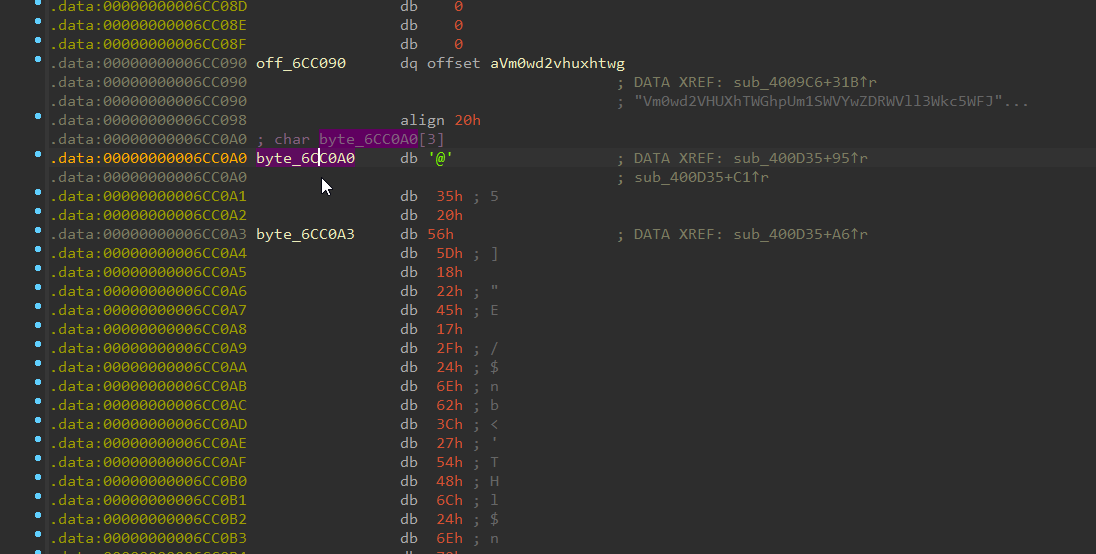 .data:00000000006CC08D db 0
.data:00000000006CC08E db 0
.data:00000000006CC08F db 0
.data:00000000006CC090 off_6CC090 dq offset aVm0wd2vhuxhtwg
.data:00000000006CC090 ; DATA XREF: sub_4009C6+31B↑r
.data:00000000006CC090 ; "Vm0wd2VHUXhTWGhpUm1SWVYwZDRWVll3Wkc5WFJ"...
.data:00000000006CC098 align 20h
.data:00000000006CC0A0 ; char byte_6CC0A0[3]
.data:00000000006CC0A0 byte_6CC0A0 db '@' ; DATA XREF: sub_400D35+95↑r
.data:00000000006CC0A0 ; sub_400D35+C1↑r
.data:00000000006CC0A1 db 35h ; 5
.data:00000000006CC0A2 db 20h
.data:00000000006CC0A3 byte_6CC0A3 db 56h ; DATA XREF: sub_400D35+A6↑r
.data:00000000006CC0A4 db 5Dh ; ]
.data:00000000006CC0A5 db 18h
.data:00000000006CC0A6 db 22h ; "
.data:00000000006CC0A7 db 45h ; E
.data:00000000006CC0A8 db 17h
.data:00000000006CC0A9 db 2Fh ; /
.data:00000000006CC0AA db 24h ; $
.data:00000000006CC0AB db 6Eh ; n
.data:00000000006CC0AC db 62h ; b
.data:00000000006CC0AD db 3Ch ; <
.data:00000000006CC0AE db 27h ; '
.data:00000000006CC0AF db 54h ; T
.data:00000000006CC0B0 db 48h ; H
.data:00000000006CC0B1 db 6Ch ; l
.data:00000000006CC0B2 db 24h ; $
.data:00000000006CC0B3 db 6Eh ; n